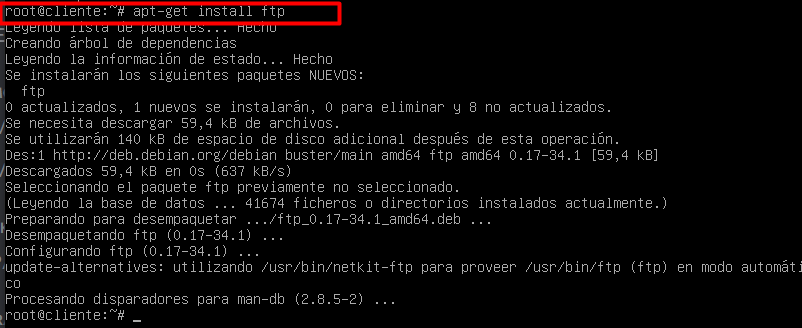 root@cliente:~# apt-get install ftp
Leyendo lista de paquetes... Hecho
Creando árbol de dependencias
Leyendo la información de estado... Hecho
Se instalarán los siguientes paquetes NUEVOS:
  ftp
0 actualizados, 1 nuevos se instalarán, 0 para eliminar y 8 no actualizados.
Se necesita descargar 59,4 kB de archivos.
Se utilizarán 140 kB de espacio de disco adicional después de esta operación.
Des:1 http://deb.debian.org/debian buster/main amd64 ftp amd64 0.17-34.1 [59,4 kB]
Descargados 59,4 kB en 0s (637 kB/s)
Seleccionando el paquete ftp previamente no seleccionado.
(Leyendo la base de datos ... 41674 ficheros o directorios instalados actualmente.)
Preparando para desempaquetar .../ftp_0.17-34.1_amd64.deb ...
Desempaquetando ftp (0.17-34.1) ...
Configurando ftp (0.17-34.1) ...
update-alternatives: utilizando /usr/bin/netkit-ftp para proveer /usr/bin/ftp (ftp) en modo automáti
co
Procesando disparadores para man-db (2.8.5-2) ...
root@cliente:~# _